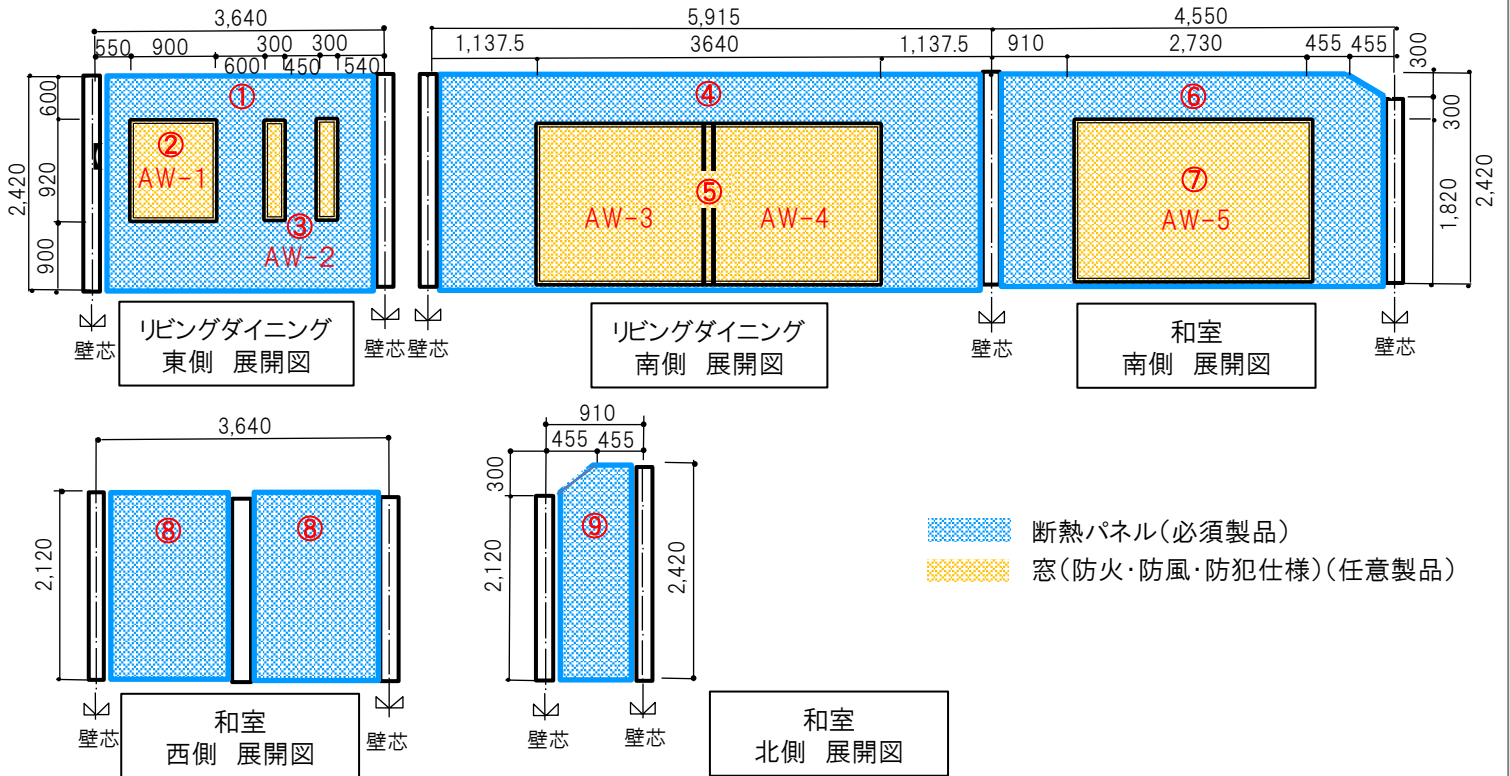 3,640
550 900 600 300 450 300 540
600
920
900
2,420
①
②
AW-1
③
AW-2
壁芯
壁芯
リビングダイニング
東側 展開図
5,915
1,137.5 3640 1,137.5
④
⑤
AW-3
AW-4
壁芯
リビングダイニング
南側 展開図
4,550
910 2,730 455 455
300
300
1,820
2,420
⑥
⑦
AW-5
壁芯
壁芯
和室
南側 展開図
3,640
2,120
⑧
⑧
壁芯
壁芯
和室
西側 展開図
910
455 455
300
2,120
2,420
⑨
壁芯
壁芯
和室
北側 展開図
断熱パネル(必須製品)
窓(防火・防風・防犯仕様)(任意製品)